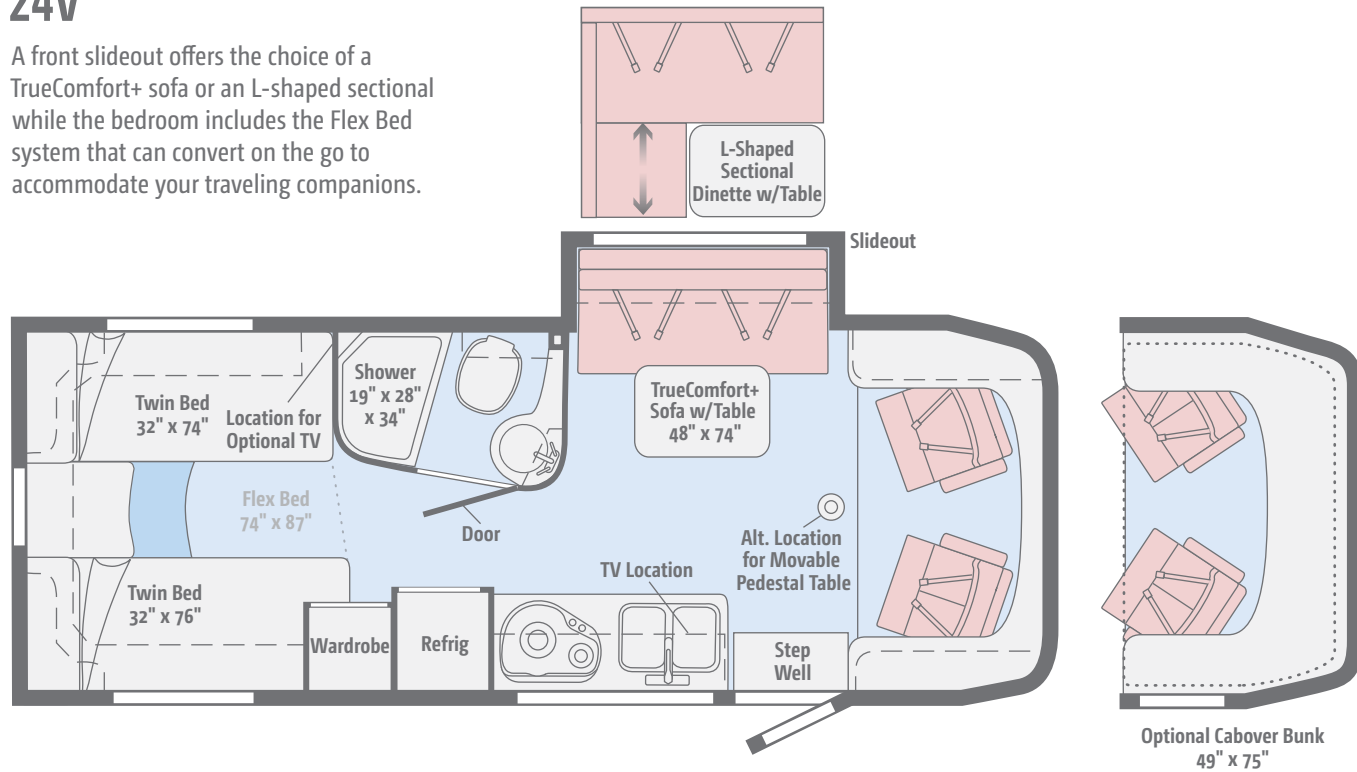 24V
A front slideout offers the choice of a
TrueComfort+ sofa or an L-shaped sectional
while the bedroom includes the Flex Bed
system that can convert on the go to
accommodate your traveling companions.
L-Shaped
Sectional
Dinette w/Table
Slideout
Twin Bed
32" x 74"
Location for
Optional TV
Shower
19" x 28"
x 34"
TrueComfort+
Sofa w/Table
48" x 74"
Flex Bed
74" x 87"
Door
Alt. Location
for Movable
Pedestal Table
TV Location
Twin Bed
32" x 76"
Wardrobe
Refrig
Step
Well
Optional Cabover Bunk
49" x 75"